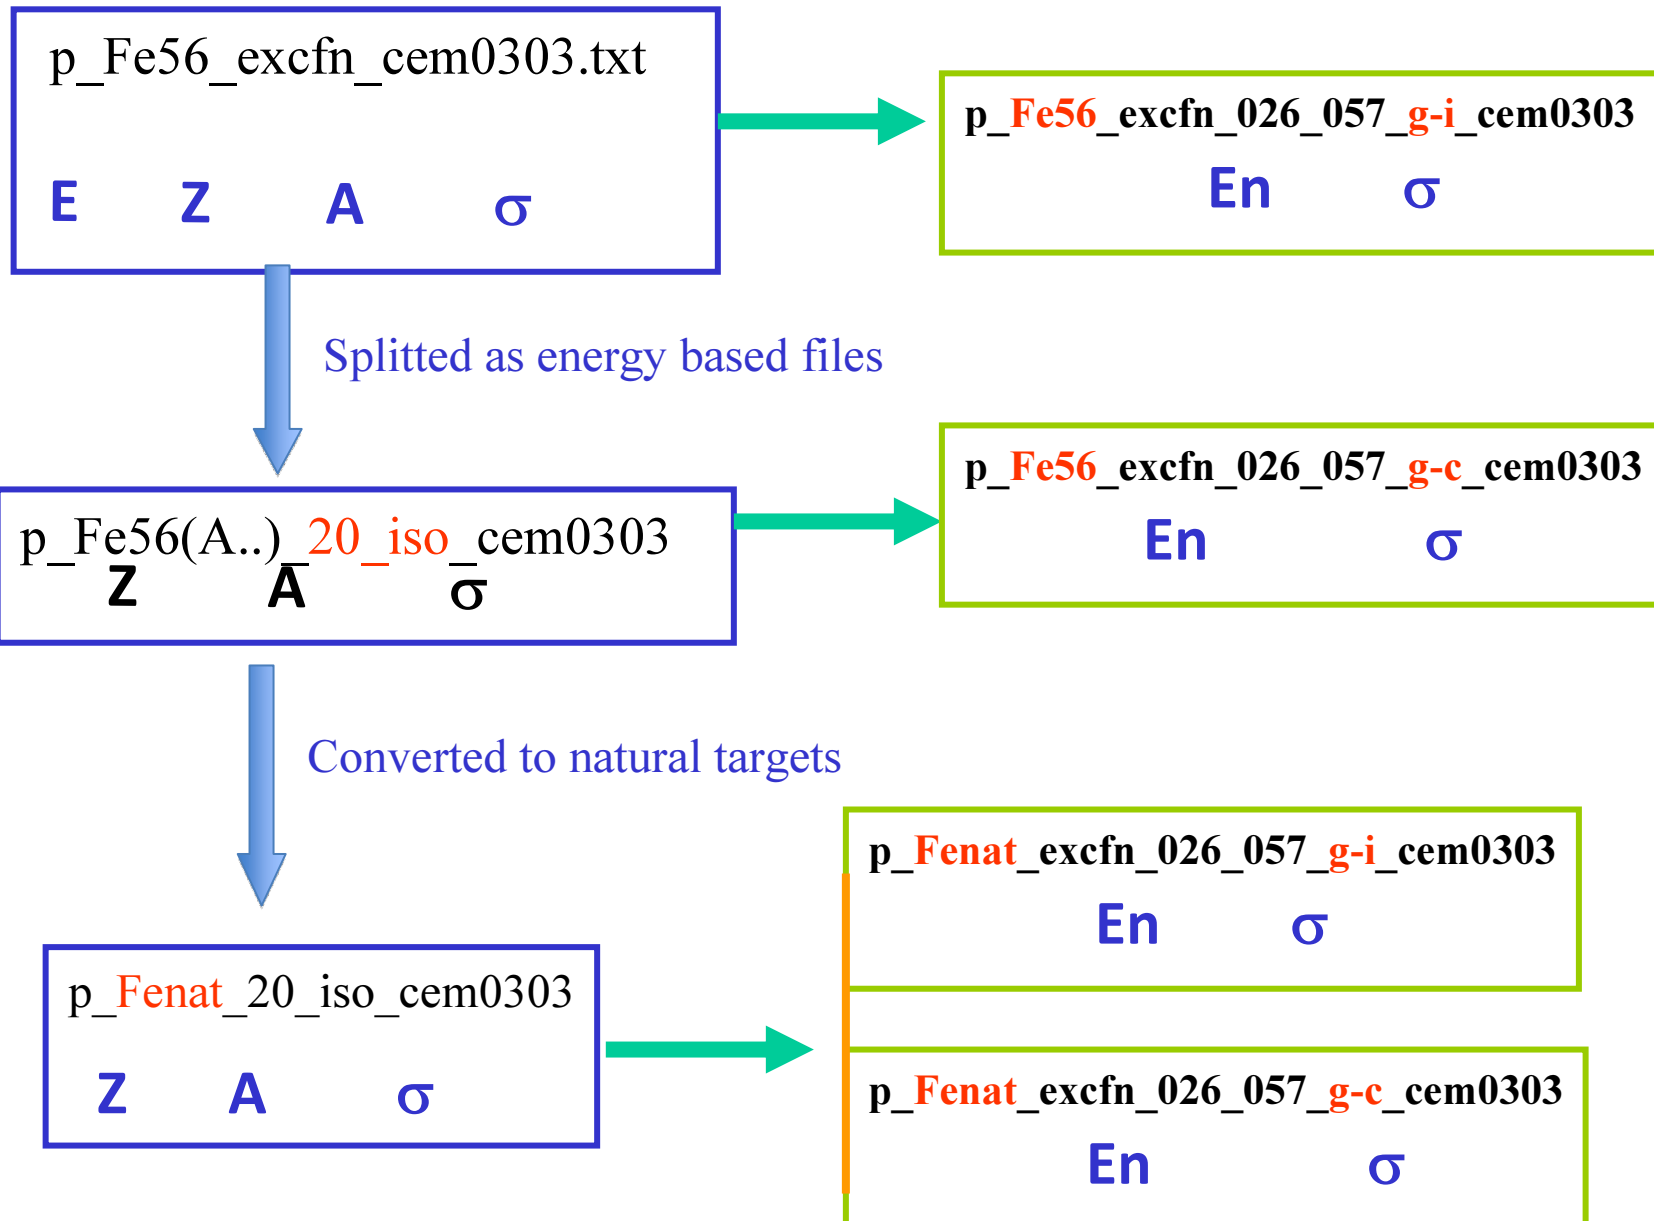 p_Fe56_excfn_cem0303.txt
E Z A σ
p_Fe56_excfn_026_057_g-i_cem0303
En σ
Splitted as energy based files
p_Fe56(A..)_20_iso_cem0303
Z A σ
p_Fe56_excfn_026_057_g-c_cem0303
En σ
Converted to natural targets
p_Fenat_20_iso_cem0303
Z A σ
p_Fenat_excfn_026_057_g-i_cem0303
En σ
p_Fenat_excfn_026_057_g-c_cem0303
En σ